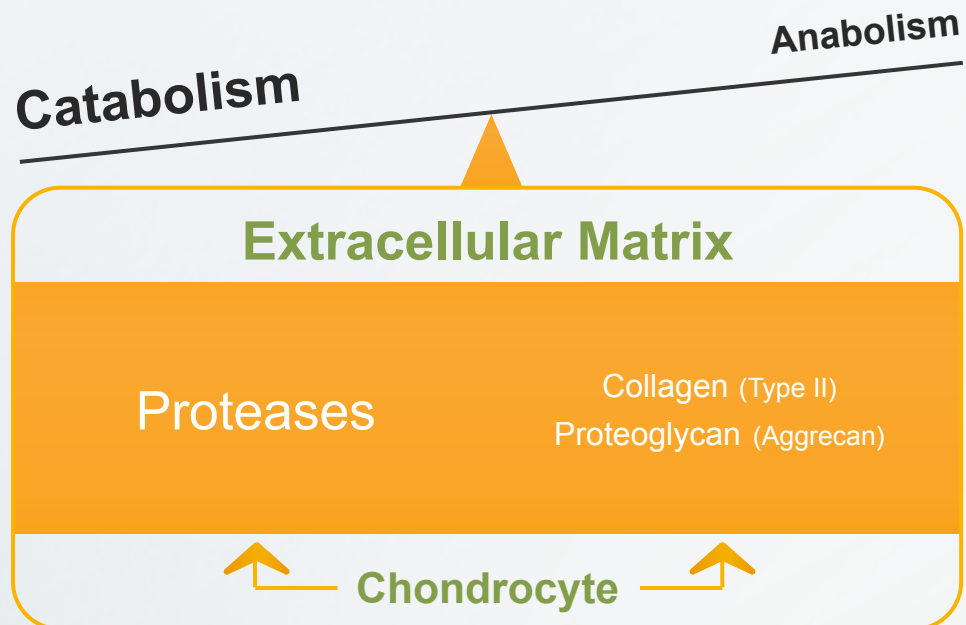 Anabolism
Catabolism
Extracellular Matrix
Proteases
Collagen (Type II)
Proteoglycan (Aggrecan)
Chondrocyte